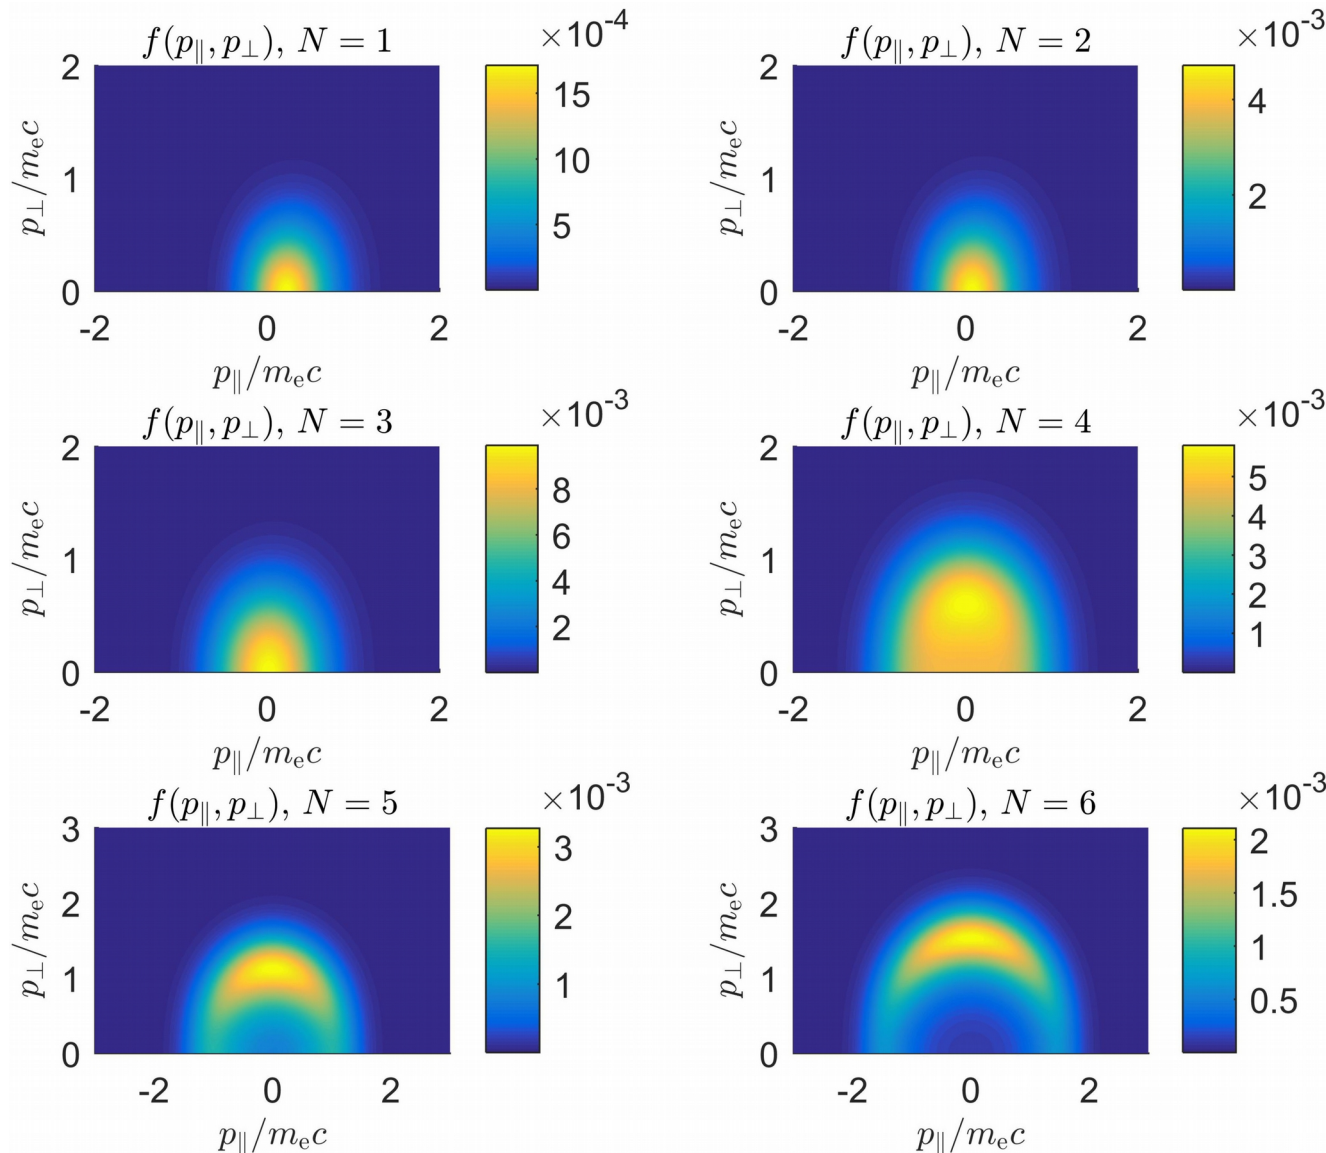 f(p∥, p⊥), N = 1
×10-4
p⊥/mec
2
1
0
15
10
5
-2 0 2
p∥/mec
f(p∥, p⊥), N = 2
×10-3
p⊥/mec
2
1
0
4
2
-2 0 2
p∥/mec
f(p∥, p⊥), N = 3
×10-3
p⊥/mec
2
1
0
8
6
4
2
-2 0 2
p∥/mec
f(p∥, p⊥), N = 4
×10-3
p⊥/mec
2
1
0
5
4
3
2
1
-2 0 2
p∥/mec
f(p∥, p⊥), N = 5
×10-3
p⊥/mec
3
2
1
0
3
2
1
-2 0 2
p∥/mec
f(p∥, p⊥), N = 6
×10-3
p⊥/mec
3
2
1
0
2
1.5
1
0.5
-2 0 2
p∥/mec